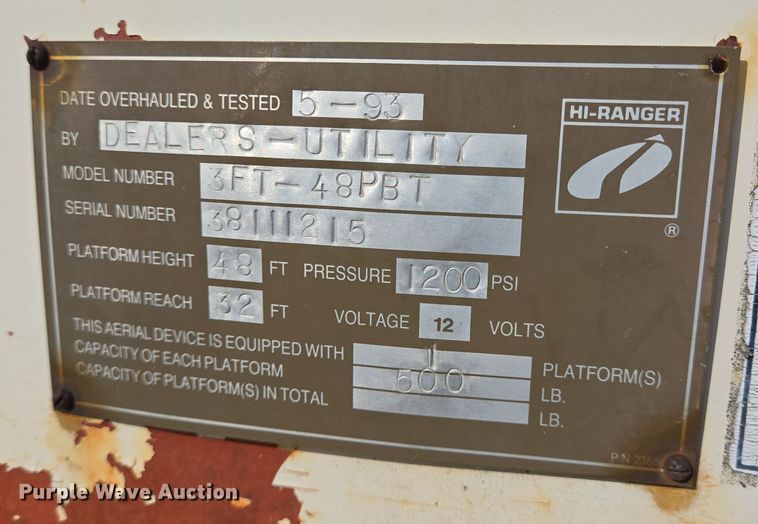 DATE OVERHAULED & TESTED 5-93
HI-RANGER
BY DEALERS-UTILITY
MODEL NUMBER 3FT-48PBT
SERIAL NUMBER 38111215
®
PLATFORM HEIGHT 48 FT PRESSURE 1200 PSI
PLATFORM REACH 32 FT VOLTAGE 12 VOLTS
THIS AERIAL DEVICE IS EQUIPPED WITH 1 PLATFORM(S)
CAPACITY OF EACH PLATFORM 500 LB.
CAPACITY OF PLATFORM(S) IN TOTAL LB.
P/N
Purple Wave Auction